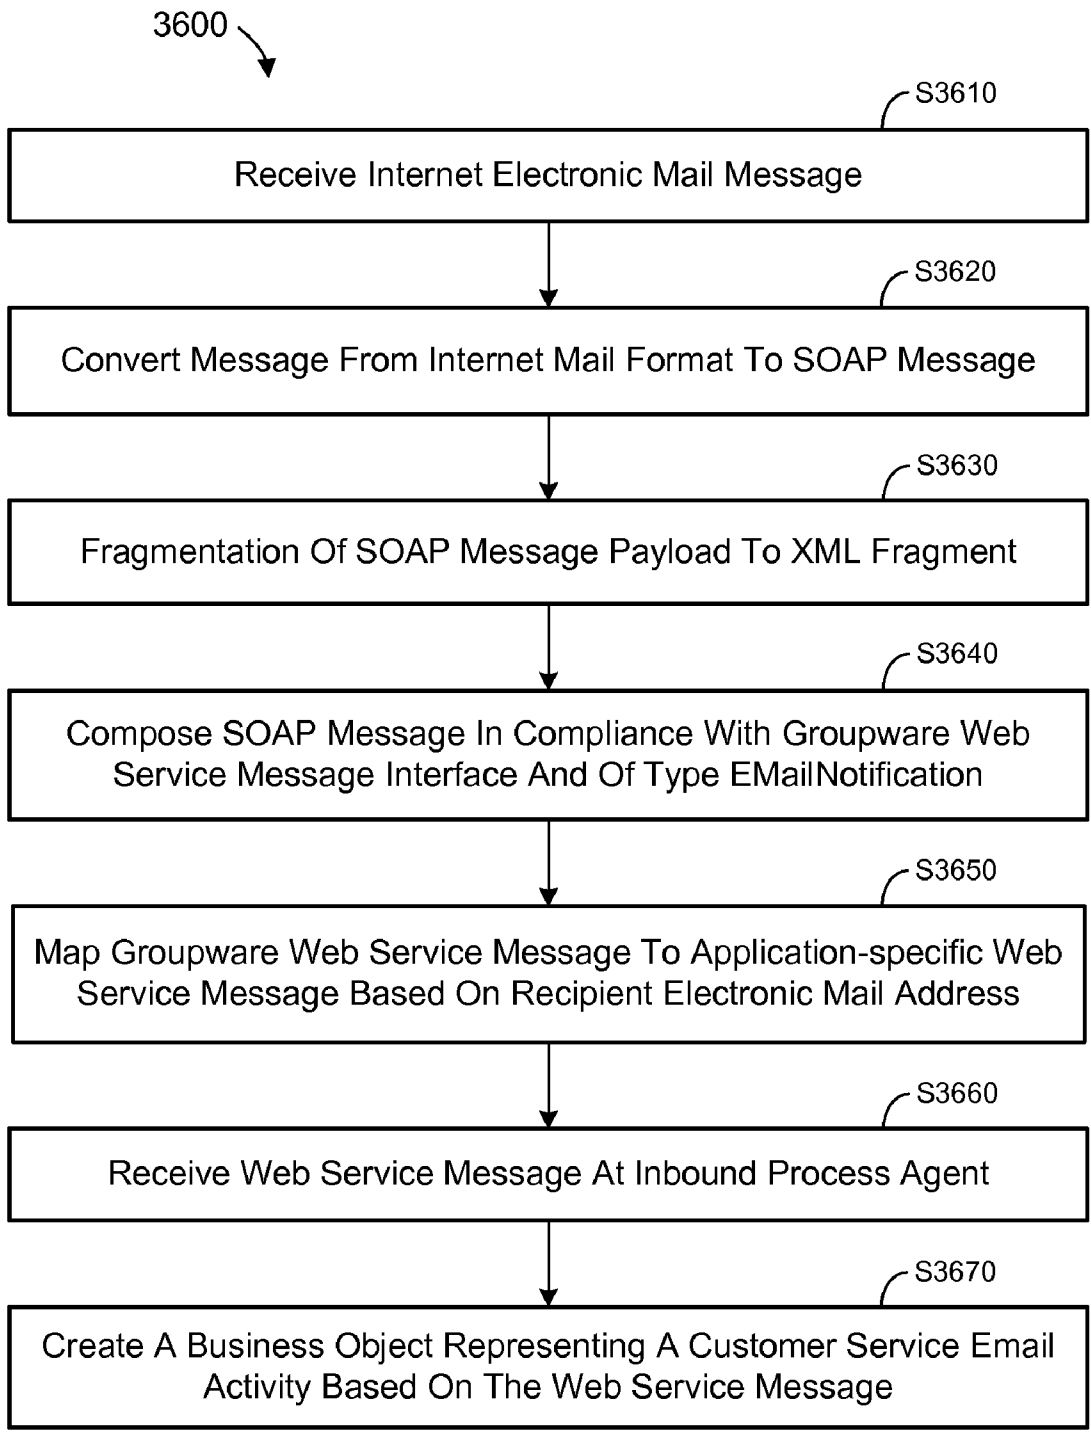 3600
S3610
Receive Internet Electronic Mail Message
S3620
Convert Message From Internet Mail Format To SOAP Message
S3630
Fragmentation Of SOAP Message Payload To XML Fragment
S3640
Compose SOAP Message In Compliance With Groupware Web
Service Message Interface And Of Type EMailNotification
S3650
Map Groupware Web Service Message To Application-specific Web
Service Message Based On Recipient Electronic Mail Address
S3660
Receive Web Service Message At Inbound Process Agent
S3670
Create A Business Object Representing A Customer Service Email
Activity Based On The Web Service Message